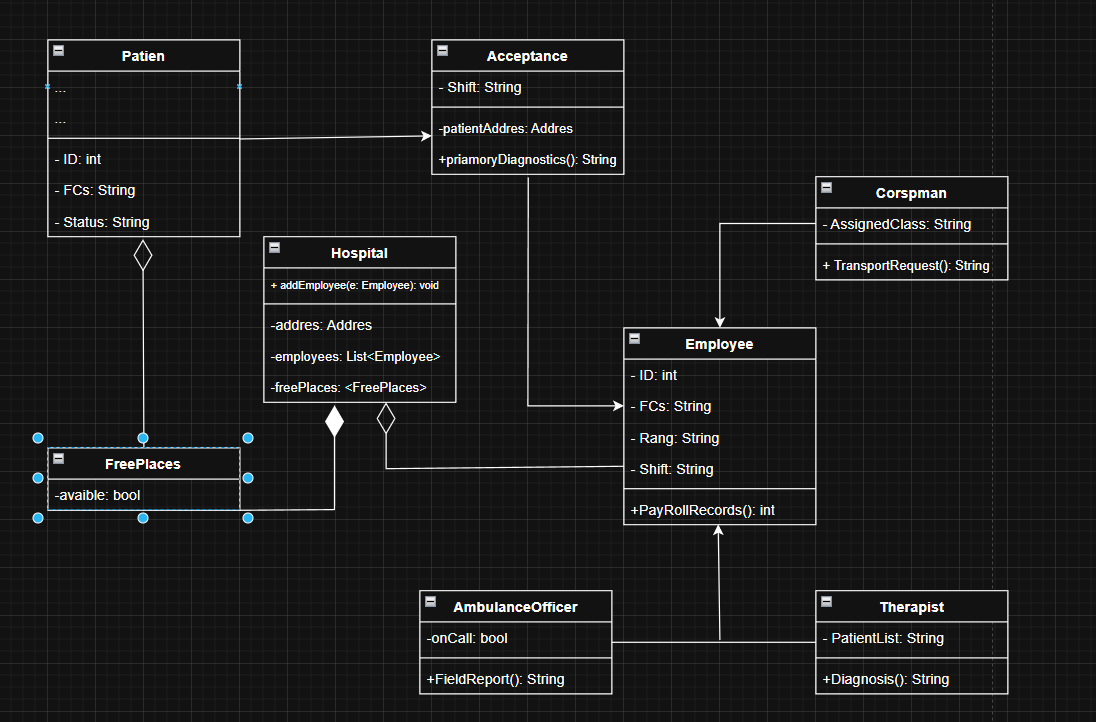 Patien
...
...
- ID: int
- FCs: String
- Status: String
Acceptance
- Shift: String
-patientAddres: Addres
+priamoryDiagnostics(): String
Corspman
- AssignedClass: String
+ TransportRequest(): String
Hospital
+ addEmployee(e: Employee): void
-addres: Addres
-employees: List<Employee>
-freePlaces: <FreePlaces>
Employee
- ID: int
- FCs: String
- Rang: String
- Shift: String
+PayRollRecords(): int
FreePlaces
-avaible: bool
AmbulanceOfficer
-onCall: bool
+FieldReport(): String
Therapist
- PatientList: String
+Diagnosis(): String